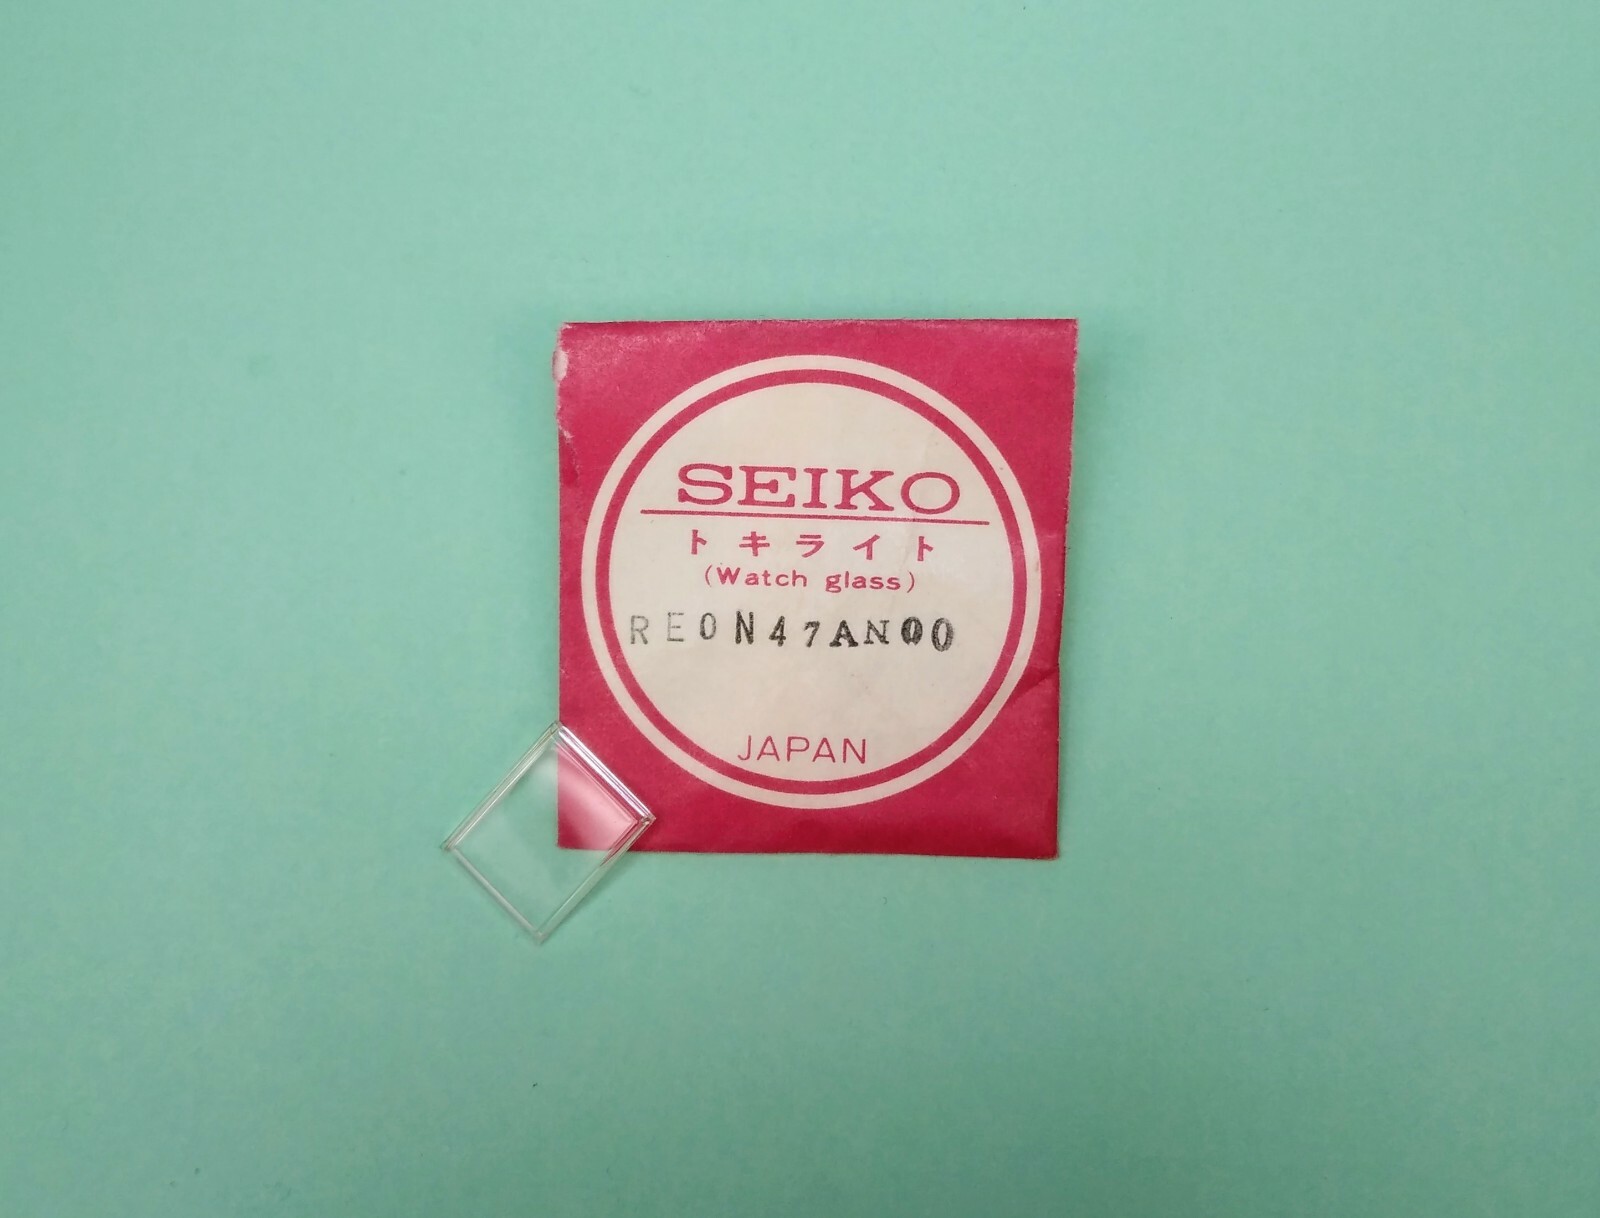 SEIKO
トキライト
(Watch glass)
RE0N47AN00
JAPAN